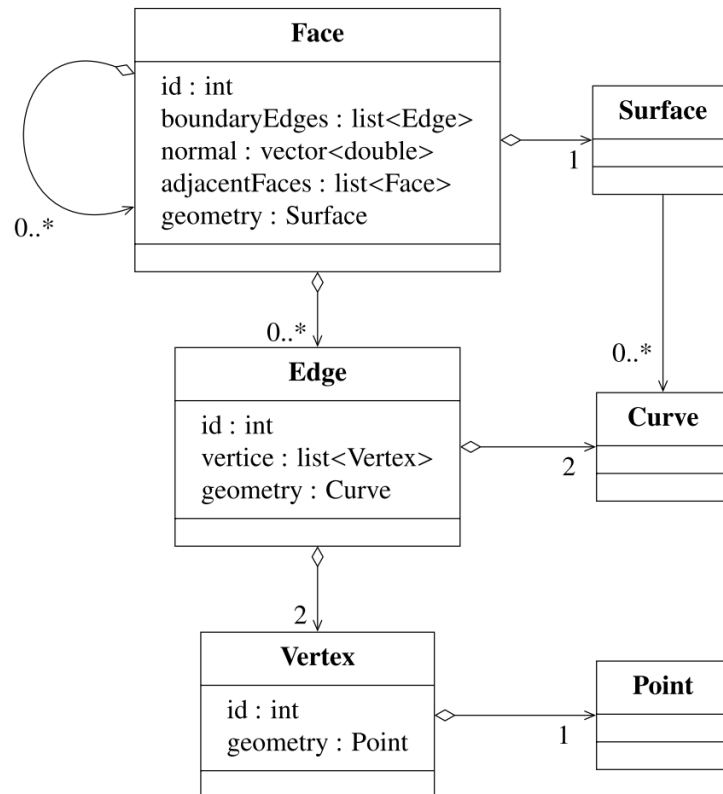 Face
id : int
boundaryEdges : list<Edge>
normal : vector<double>
adjacentFaces : list<Face>
geometry : Surface
0..*
Surface
1
0..*
Edge
id : int
vertice : list<Vertex>
geometry : Curve
0..*
Curve
2
2
Vertex
id : int
geometry : Point
Point
1